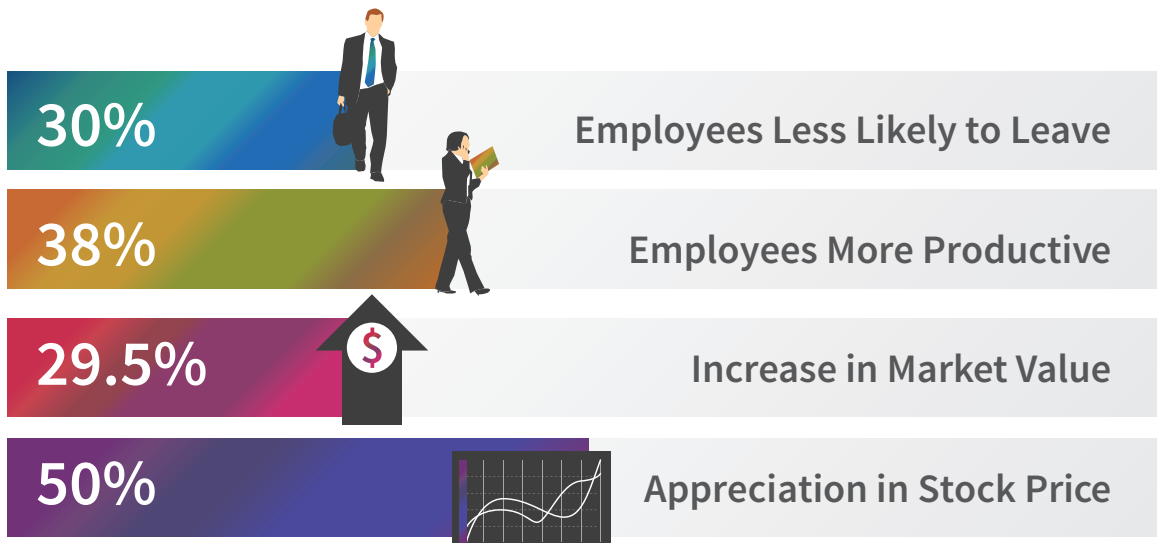 30%
Employees Less Likely to Leave
38%
Employees More Productive
$
29.5%
Increase in Market Value
50%
Appreciation in Stock Price